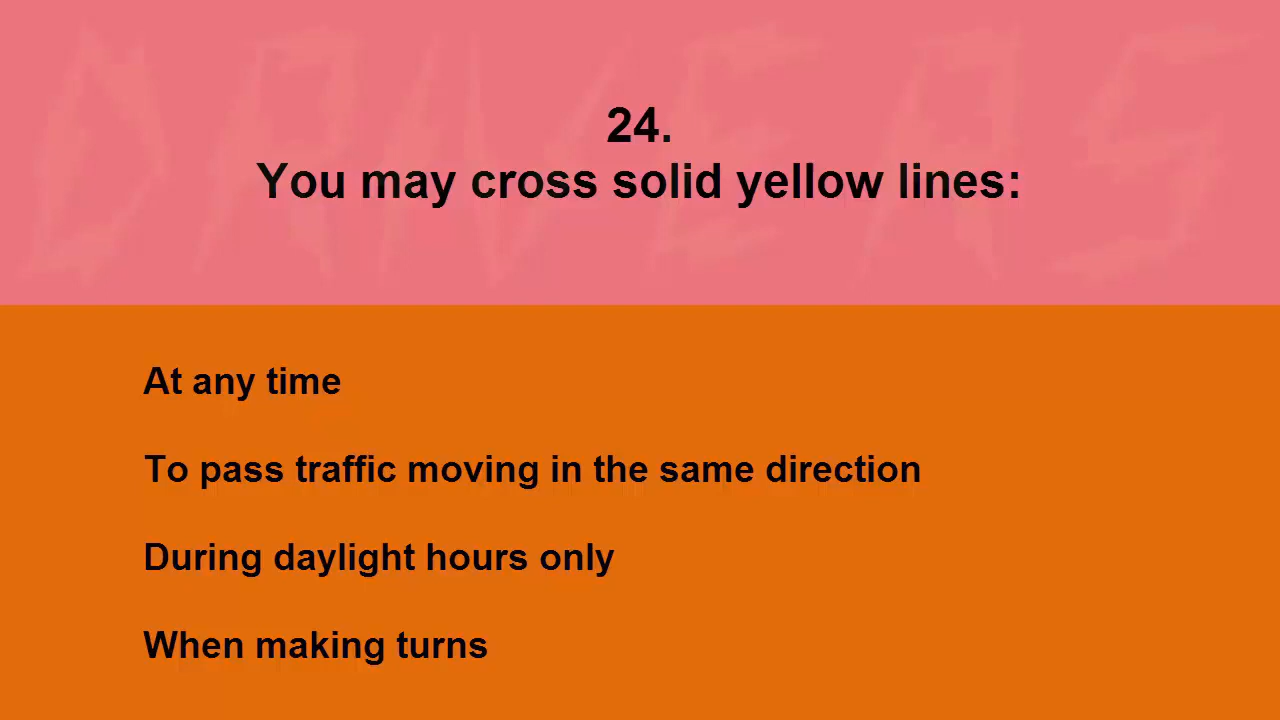 DRIVERS
24.
You may cross solid yellow lines:
At any time
To pass traffic moving in the same direction
During daylight hours only
When making turns